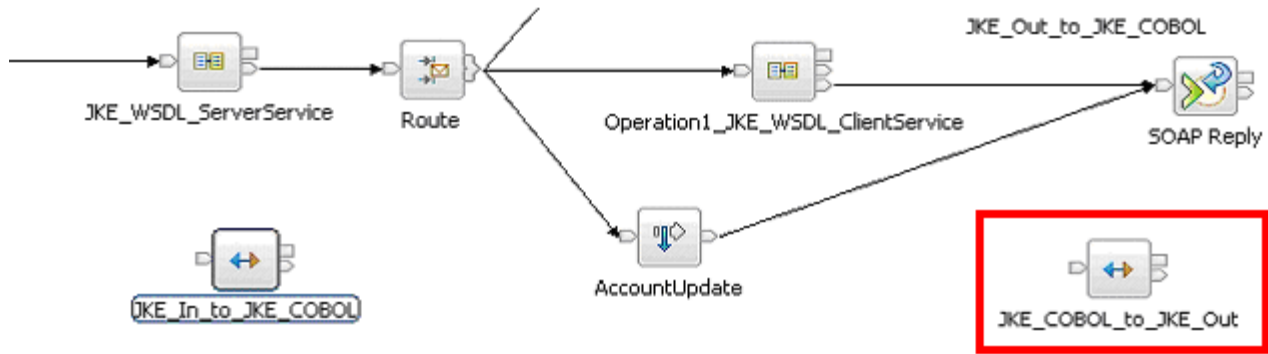 JKE_Out_to_JKE_COBOL
JKE_WSDL_ServerService
Route
Operation1_JKE_WSDL_ClientService
SOAP Reply
AccountUpdate
JKE_In_to_JKE_COBOL
JKE_COBOL_to_JKE_Out